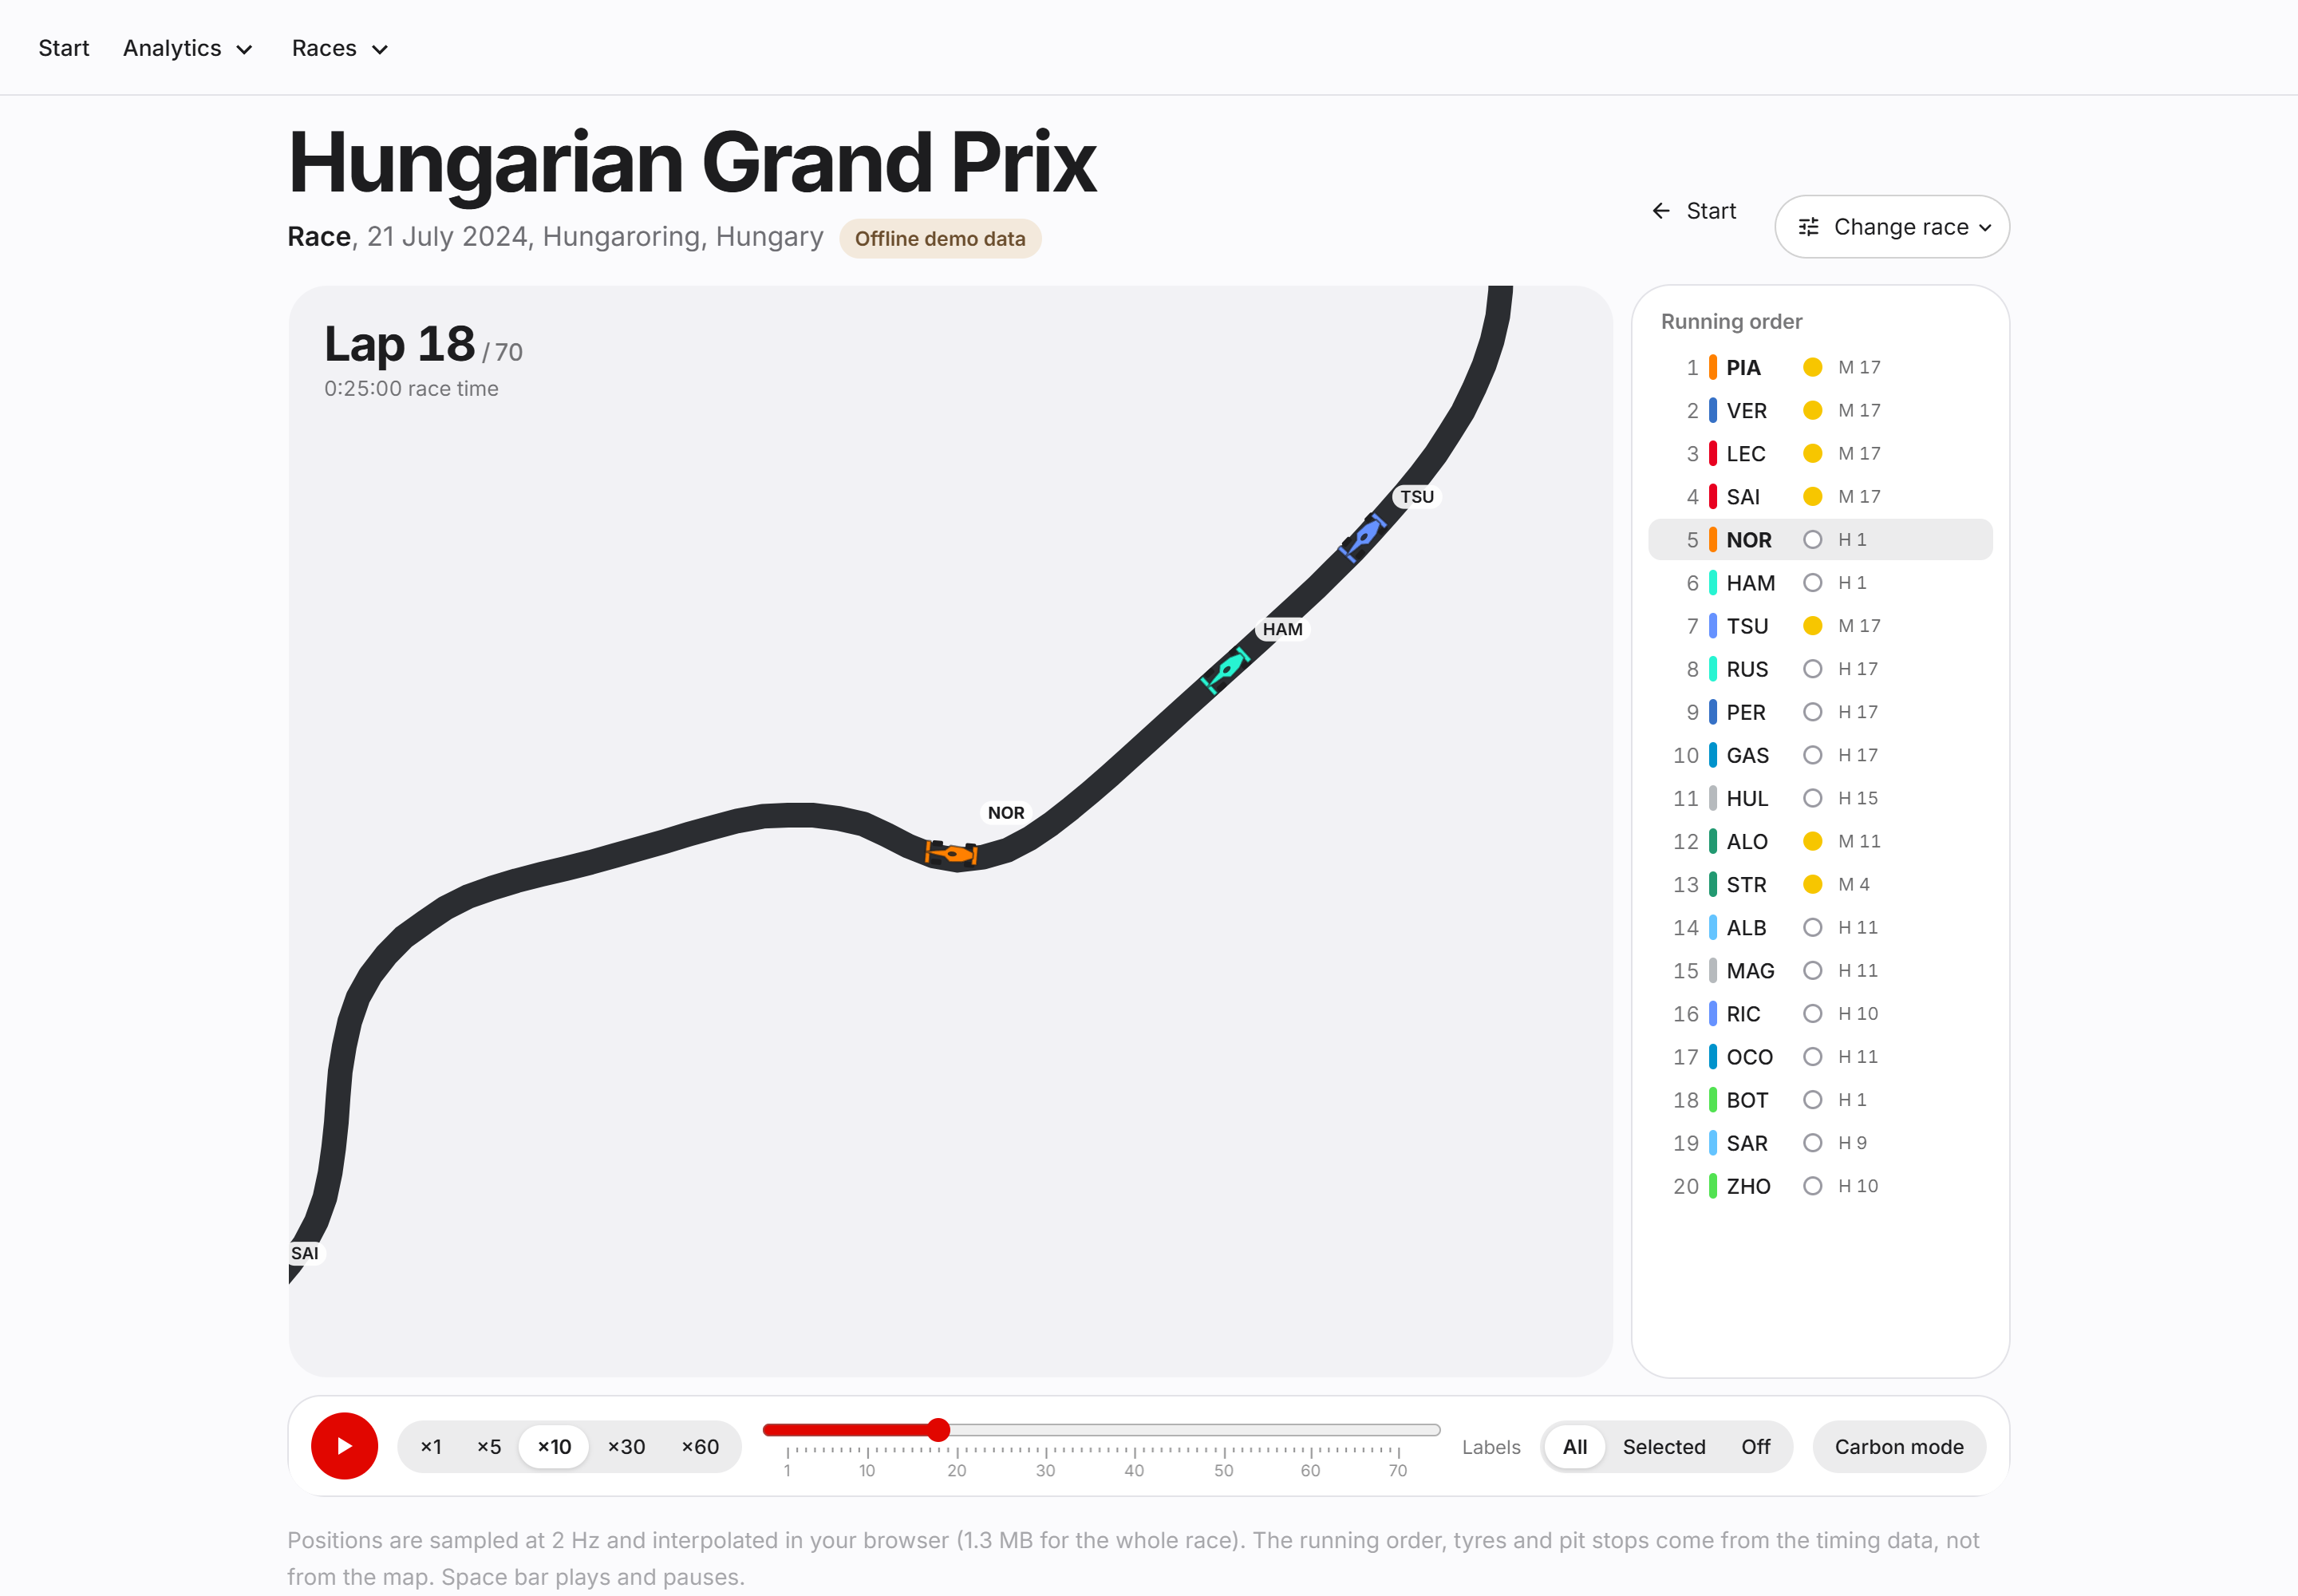 Start Analytics Races
Hungarian Grand Prix
Race, 21 July 2024, Hungaroring, Hungary Offline demo data
Start Change race
Lap 18 / 70
0:25:00 race time
TSU
HAM
NOR
SAI
Running order
1 PIA M 17
2 VER M 17
3 LEC M 17
4 SAI M 17
5 NOR H 1
6 HAM H 1
7 TSU M 17
8 RUS H 17
9 PER H 17
10 GAS H 17
11 HUL H 15
12 ALO M 11
13 STR M 4
14 ALB H 11
15 MAG H 11
16 RIC H 10
17 OCO H 11
18 BOT H 1
19 SAR H 9
20 ZHO H 10
×1 ×5 ×10 ×30 ×60
1 10 20 30 40 50 60 70
Labels All Selected Off Carbon mode
Positions are sampled at 2 Hz and interpolated in your browser (1.3 MB for the whole race). The running order, tyres and pit stops come from the timing data, not
from the map. Space bar plays and pauses.